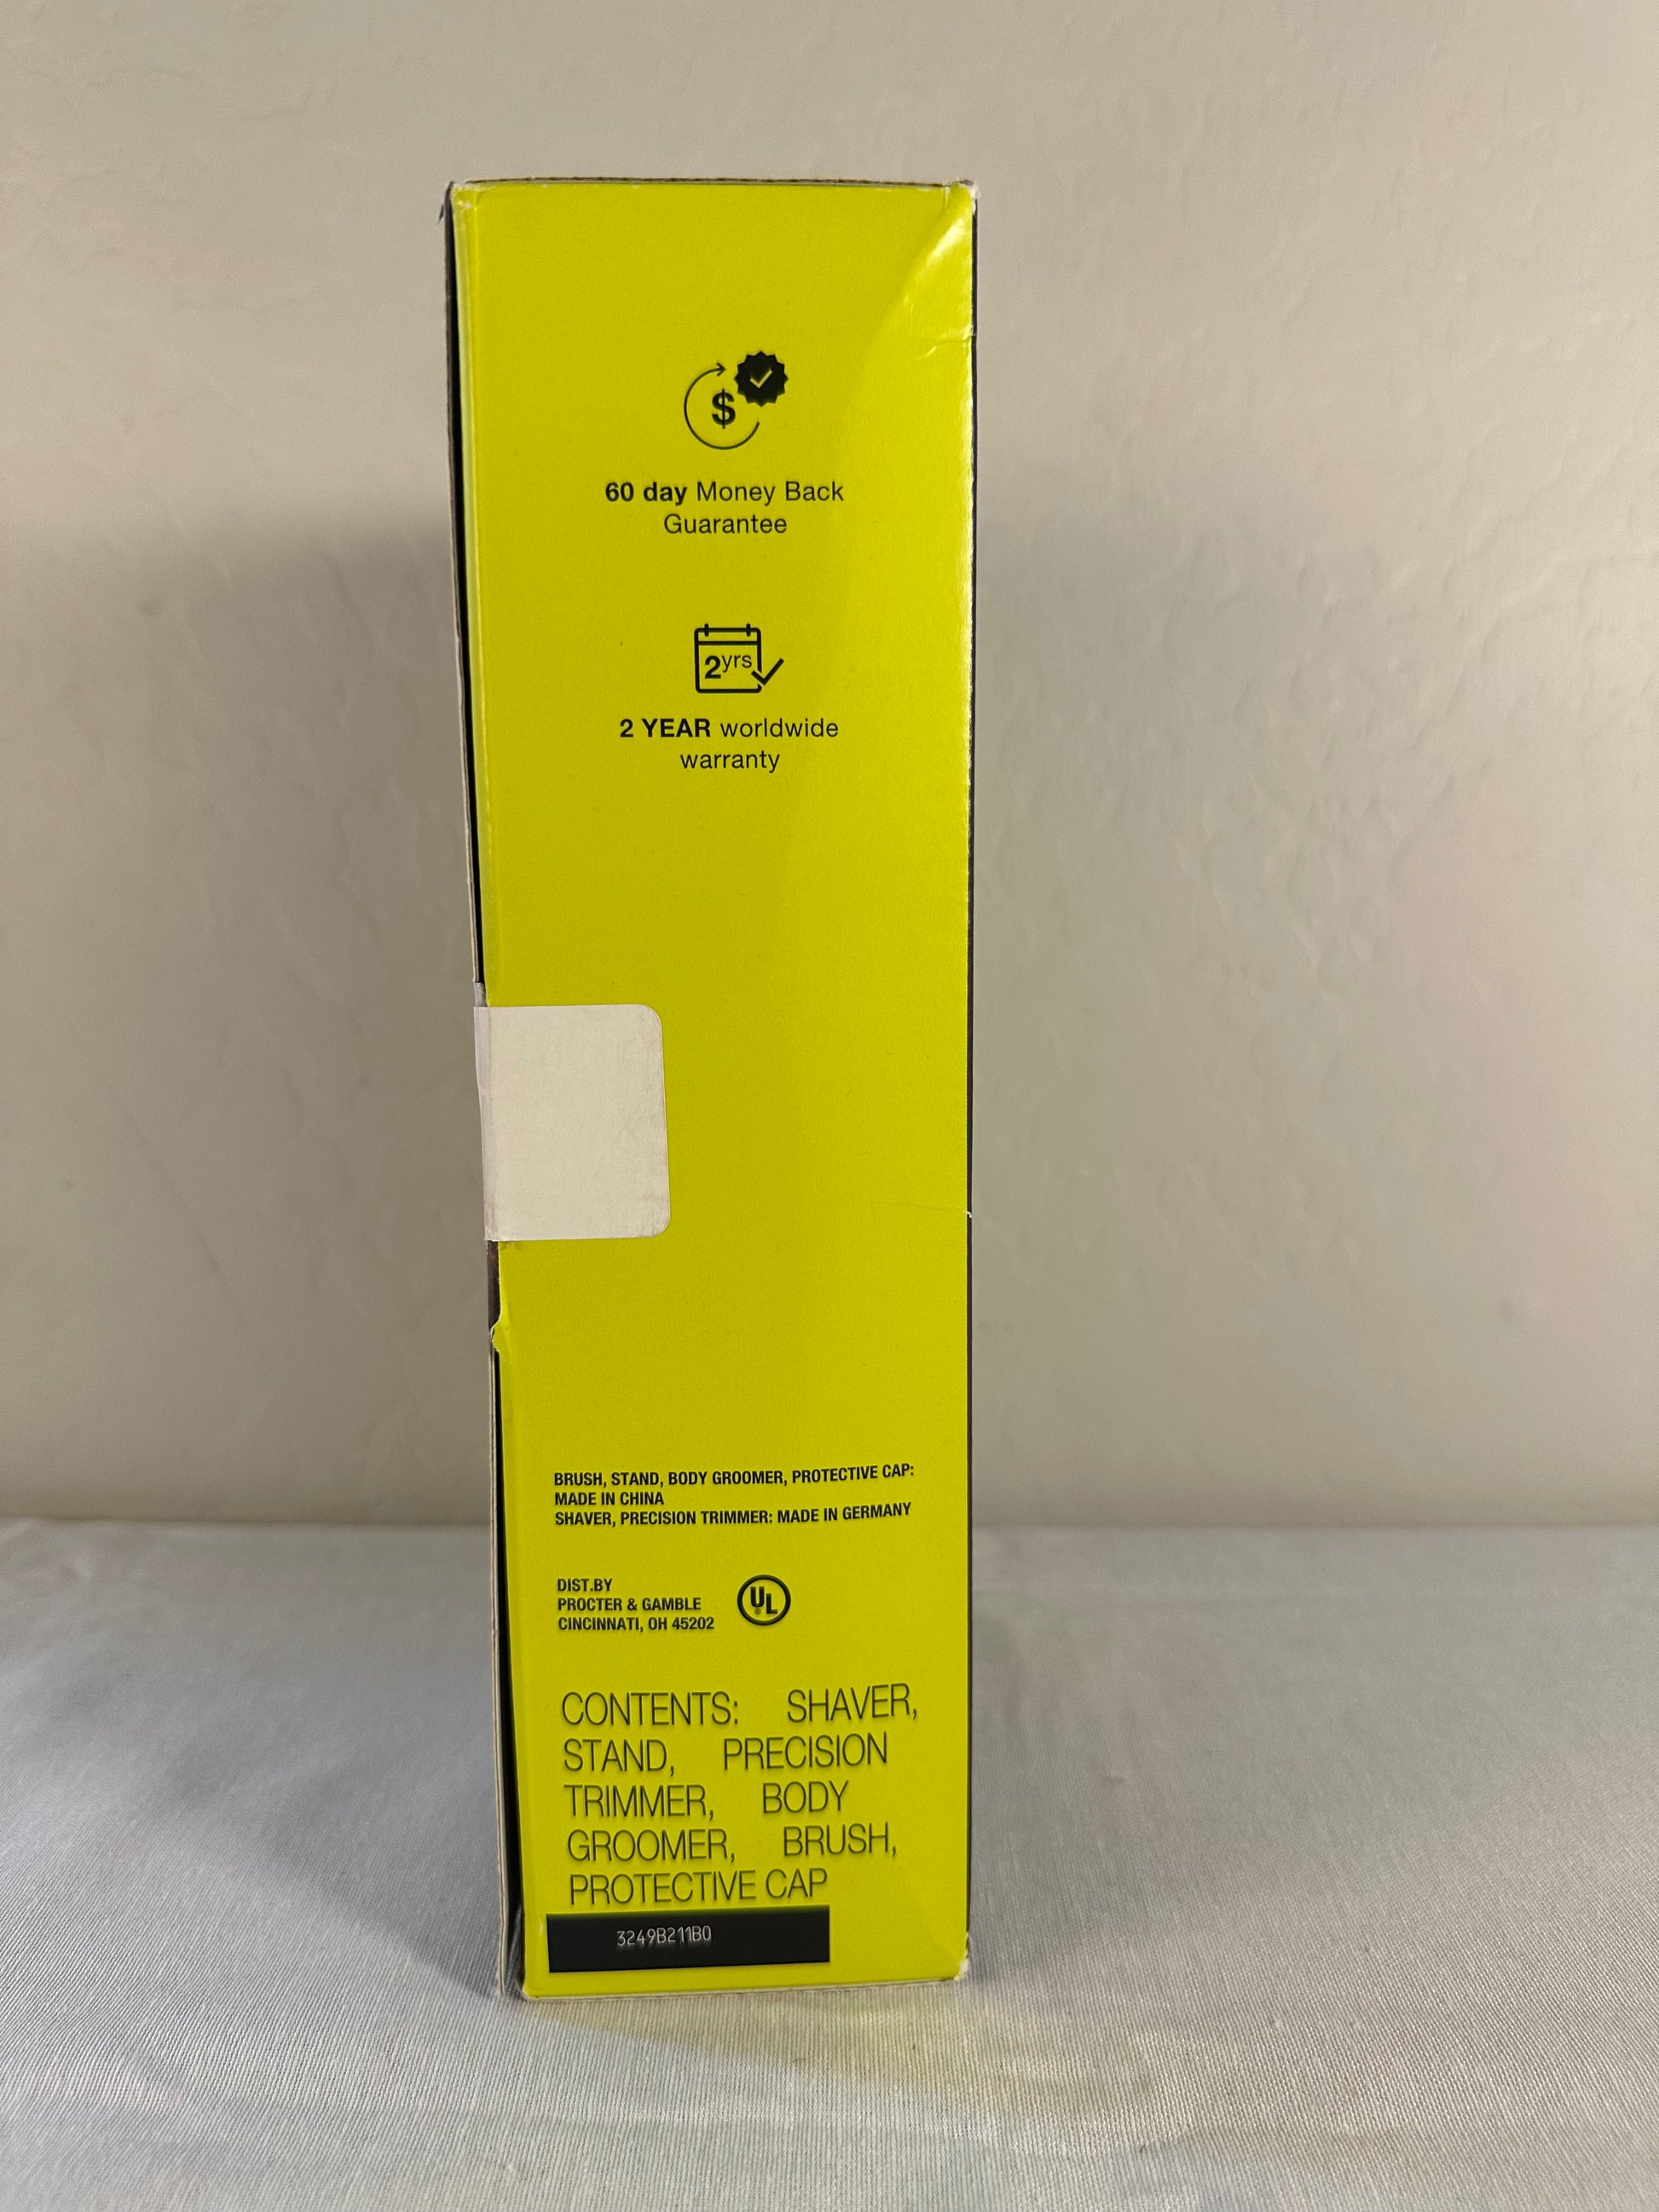 $
60 day Money Back
Guarantee
2yrs
2 YEAR worldwide
warranty
BRUSH, STAND, BODY GROOMER, PROTECTIVE CAP:
MADE IN CHINA
SHAVER, PRECISION TRIMMER: MADE IN GERMANY
DIST.BY
PROCTER & GAMBLE
CINCINNATI, OH 45202
UL
®
CONTENTS: SHAVER,
STAND, PRECISION
TRIMMER, BODY
GROOMER, BRUSH,
PROTECTIVE CAP
3249B211B0